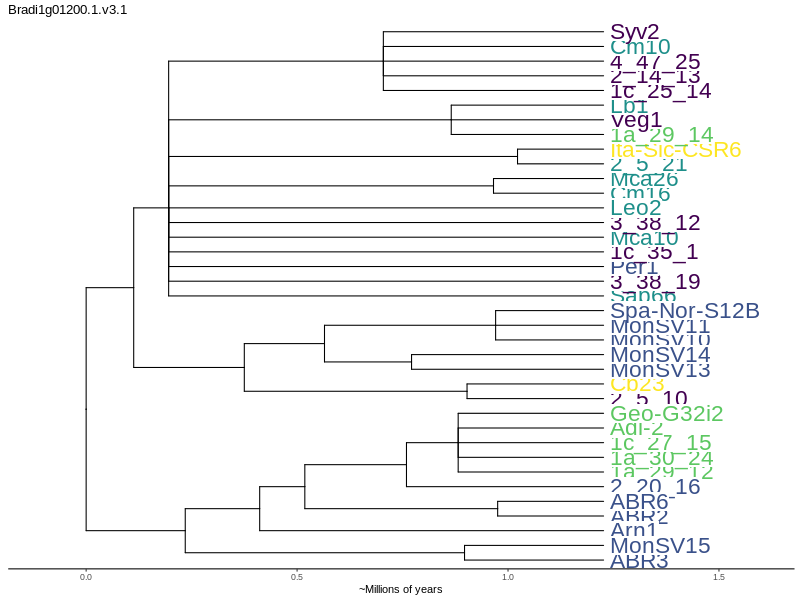 Bradi1g01200.1.v3.1
Syv2
Cm10
4_47_25
2_14_13
1c_25_14
Lb1
Veg1
1a_29_14
Ita-Sic-CSR6
2_5_21
Mca26
Cm16
Leo2
3_38_12
Mca10
1c_35_1
Per1
3_38_19
Sap66
Spa-Nor-S12B
MonSV11
MonSV10
MonSV14
MonSV13
Cb23
2_5_10
Geo-G32i2
Adi-2
1c_27_15
1a_30_24
1a_29_12
2_20_16
ABR6
ABR2
Arn1
MonSV15
ABR3
0.0 0.5 1.0 1.5
~Millions of years